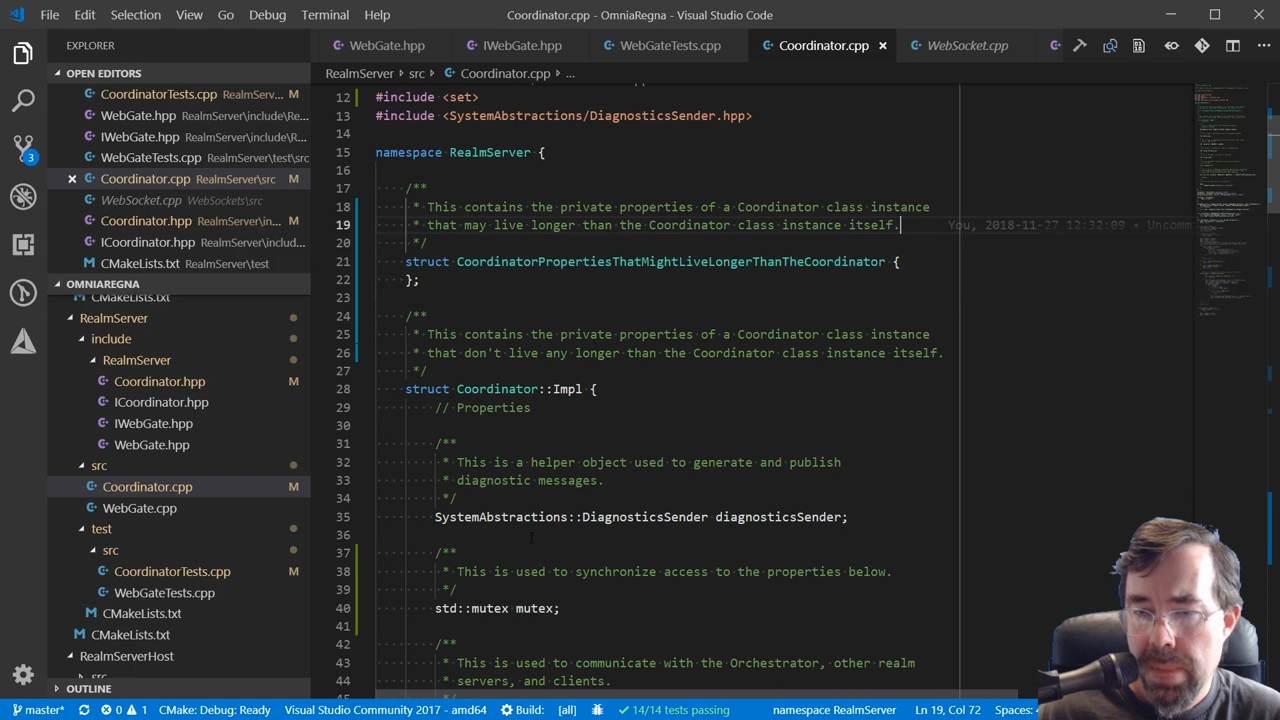 File Edit Selection View Go Debug Terminal Help
Coordinator.cpp - OmniaRegna - Visual Studio Code
EXPLORER
OPEN EDITORS
CoordinatorTests.cpp RealmServ... M
WebGate.hpp RealmServer\include\Re...
IWebGate.hpp RealmServer\include\R...
WebGateTests.cpp RealmServer\test\src
Coordinator.cpp RealmServer\src M
WebSocket.cpp WebSockets\src
Coordinator.hpp RealmServer\in... M
ICoordinator.hpp RealmServer\includ...
CMakeLists.txt RealmServer\test
OMNIAREGNA
CMakeLists.txt
RealmServer
include
RealmServer
Coordinator.hpp M
ICoordinator.hpp
IWebGate.hpp
WebGate.hpp
src
Coordinator.cpp M
WebGate.cpp
test
src
CoordinatorTests.cpp M
WebGateTests.cpp
CMakeLists.txt
CMakeLists.txt
RealmServerHost
OUTLINE
3
WebGate.hpp IWebGate.hpp WebGateTests.cpp Coordinator.cpp WebSocket.cpp
RealmServer › src › Coordinator.cpp › ...
12 #include <set>
13 #include <SystemAbstractions/DiagnosticsSender.hpp>
14
15 namespace RealmServer {
16
17 /**
18 * This contains the private properties of a Coordinator class instance
19 * that may live longer than the Coordinator class instance itself. You, 2018-11-27 12:32:09 • Uncomm
20 */
21 struct CoordinatorPropertiesThatMightLiveLongerThanTheCoordinator {
22 };
23
24 /**
25 * This contains the private properties of a Coordinator class instance
26 * that don't live any longer than the Coordinator class instance itself.
27 */
28 struct Coordinator::Impl {
29 // Properties
30
31 /**
32 * This is a helper object used to generate and publish
33 * diagnostic messages.
34 */
35 SystemAbstractions::DiagnosticsSender diagnosticsSender;
36
37 /**
38 * This is used to synchronize access to the properties below.
39 */
40 std::mutex mutex;
41
42 /**
43 * This is used to communicate with the Orchestrator, other realm
44 * servers, and clients.
master* 0 1 CMake: Debug: Ready Visual Studio Community 2017 - amd64 Build: [all] 14/14 tests passing namespace RealmServer Ln 19, Col 72 Spaces: